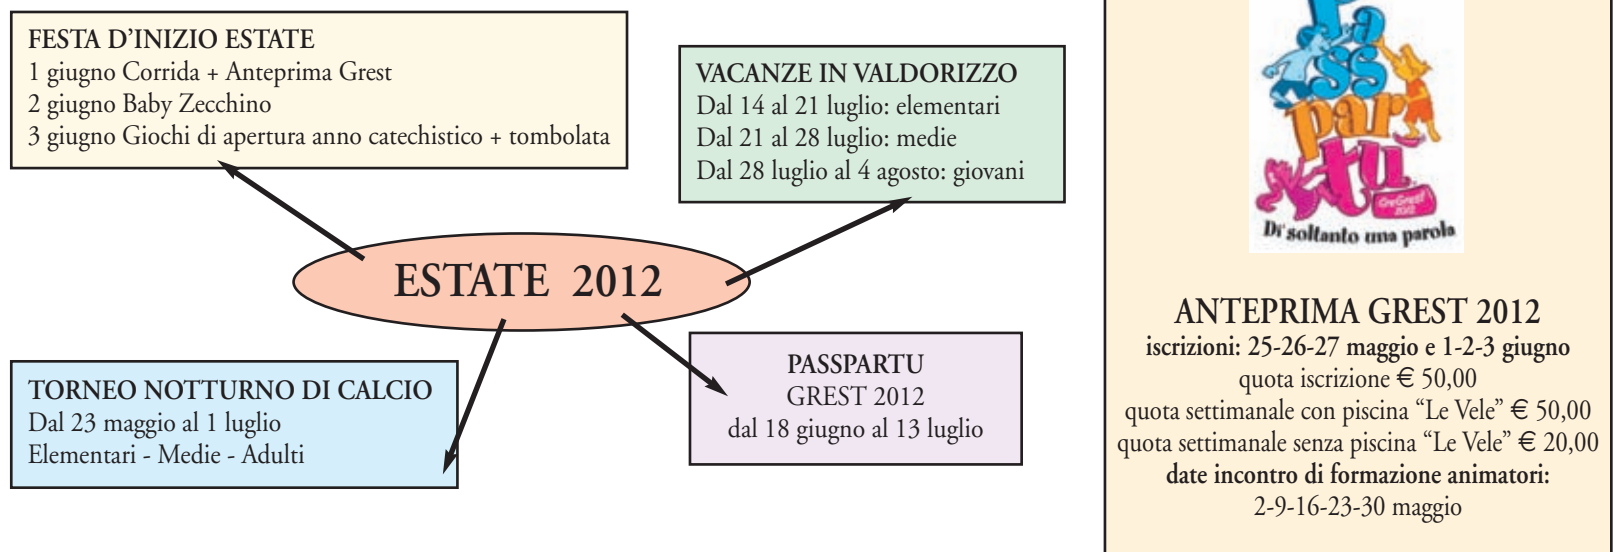 FESTA D'INIZIO ESTATE
1 giugno Corrida + Anteprima Grest
2 giugno Baby Zecchino
3 giugno Giochi di apertura anno catechistico + tombolata
VACANZE IN VALDORIZZO
Dal 14 al 21 luglio: elementari
Dal 21 al 28 luglio: medie
Dal 28 luglio al 4 agosto: giovani
ESTATE 2012
TORNEO NOTTURNO DI CALCIO
Dal 23 maggio al 1 luglio
Elementari - Medie - Adulti
PASSPARTU
GREST 2012
dal 18 giugno al 13 luglio
Pa
ss
par
tu
CreGrest
2012
Di' soltanto una parola
ANTEPRIMA GREST 2012
iscrizioni: 25-26-27 maggio e 1-2-3 giugno
quota iscrizione € 50,00
quota settimanale con piscina “Le Vele” € 50,00
quota settimanale senza piscina “Le Vele” € 20,00
date incontro di formazione animatori:
2-9-16-23-30 maggio